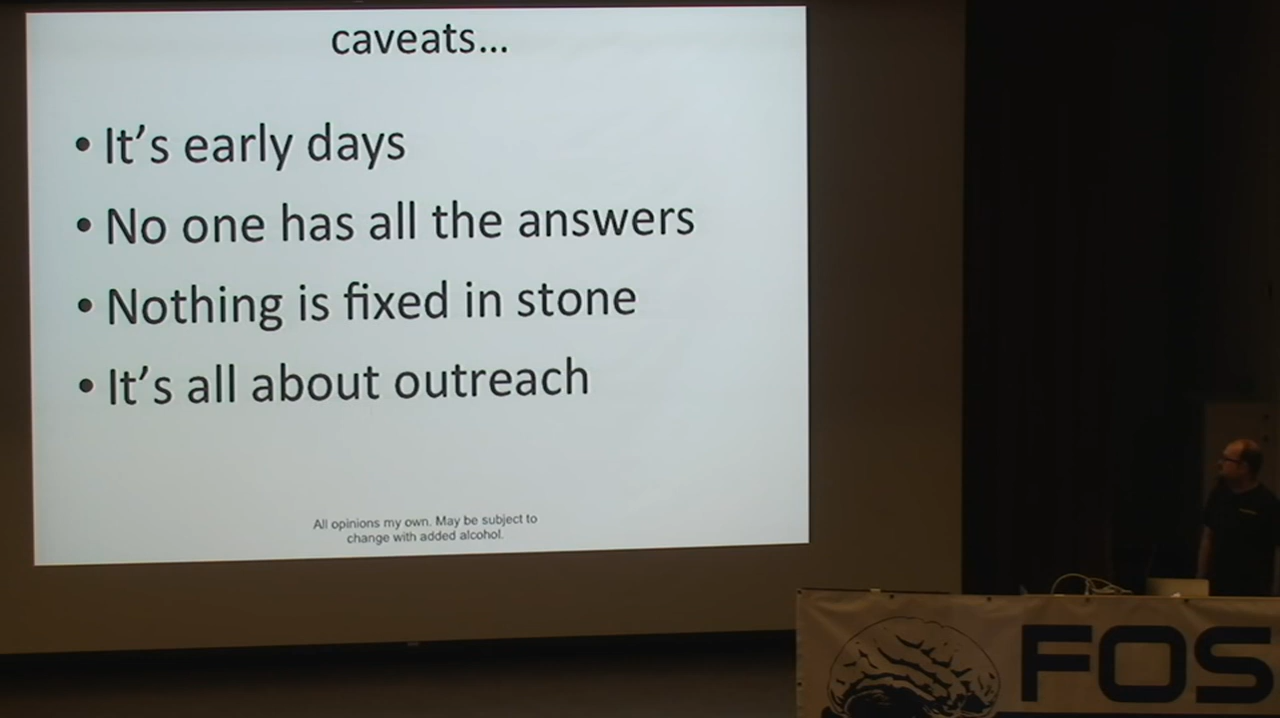 caveats...
• It's early days
• No one has all the answers
• Nothing is fixed in stone
• It's all about outreach
All opinions my own. May be subject to
change with added alcohol.
FOS